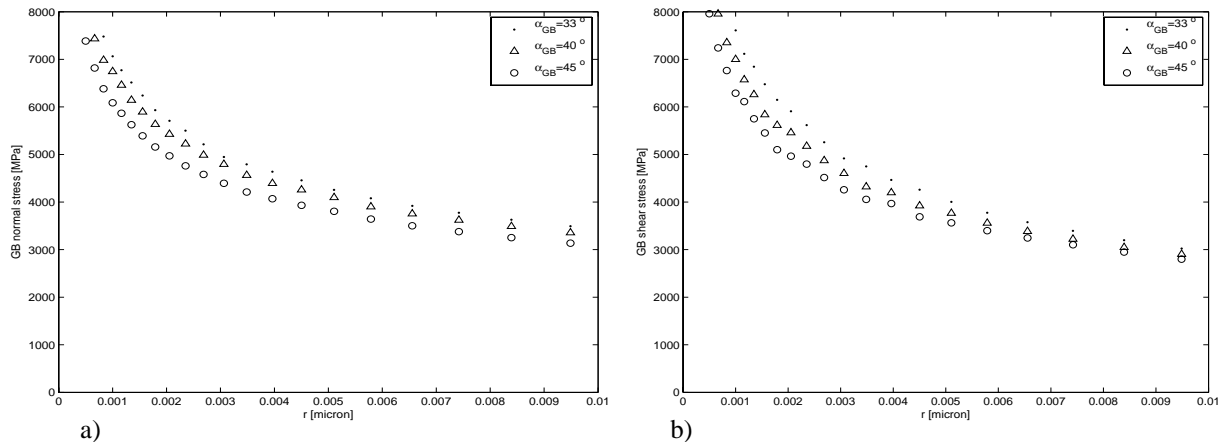 8000
7000
6000
5000
4000
3000
2000
1000
0
GB normal stress [MPa]
α_GB=33 °
α_GB=40 °
α_GB=45 °
0 0.001 0.002 0.003 0.004 0.005 0.006 0.007 0.008 0.009 0.01
r [micron]
a)
8000
7000
6000
5000
4000
3000
2000
1000
0
GB shear stress [MPa]
α_GB=33 °
α_GB=40 °
α_GB=45 °
0 0.001 0.002 0.003 0.004 0.005 0.006 0.007 0.008 0.009 0.01
r [micron]
b)